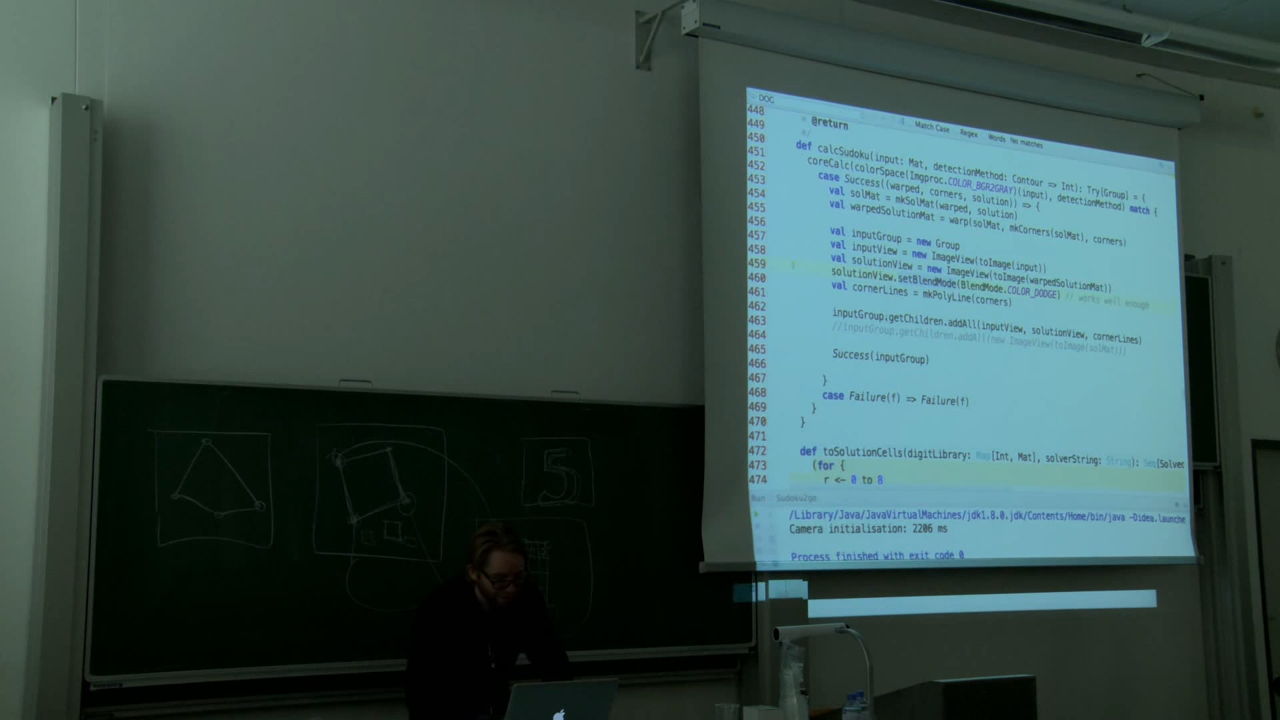 5
DOC
Match Case Regex Words No matches
448
449 * @return
450 */
451 def calcSudoku(input: Mat, detectionMethod: Contour => Int): Try[Group] = {
452 coreCalc(colorSpace(Imgproc.COLOR_BGR2GRAY)(input), detectionMethod) match {
453 case Success((warped, corners, solution)) => {
454 val solMat = mkSolMat(warped, solution)
455 val warpedSolutionMat = warp(solMat, mkCorners(solMat), corners)
456
457 val inputGroup = new Group
458 val inputView = new ImageView(toImage(input))
459 val solutionView = new ImageView(toImage(warpedSolutionMat))
460 solutionView.setBlendMode(BlendMode.COLOR_DODGE) // works well enough
461 val cornerLines = mkPolyLine(corners)
462
463 inputGroup.getChildren.addAll(inputView, solutionView, cornerLines)
464 //inputGroup.getChildren.addAll(new ImageView(toImage(solMat)))
465
466 Success(inputGroup)
467 }
468 case Failure(f) => Failure(f)
469 }
470 }
471
472 def toSolutionCells(digitLibrary: Map[Int, Mat], solverString: String): Seq[Solve
473 (for {
474 r <- 0 to 8
Run Sudoku2go
/Library/Java/JavaVirtualMachines/jdk1.8.0.jdk/Contents/Home/bin/java -Didea.launche
Camera initialisation: 2206 ms
Process finished with exit code 0